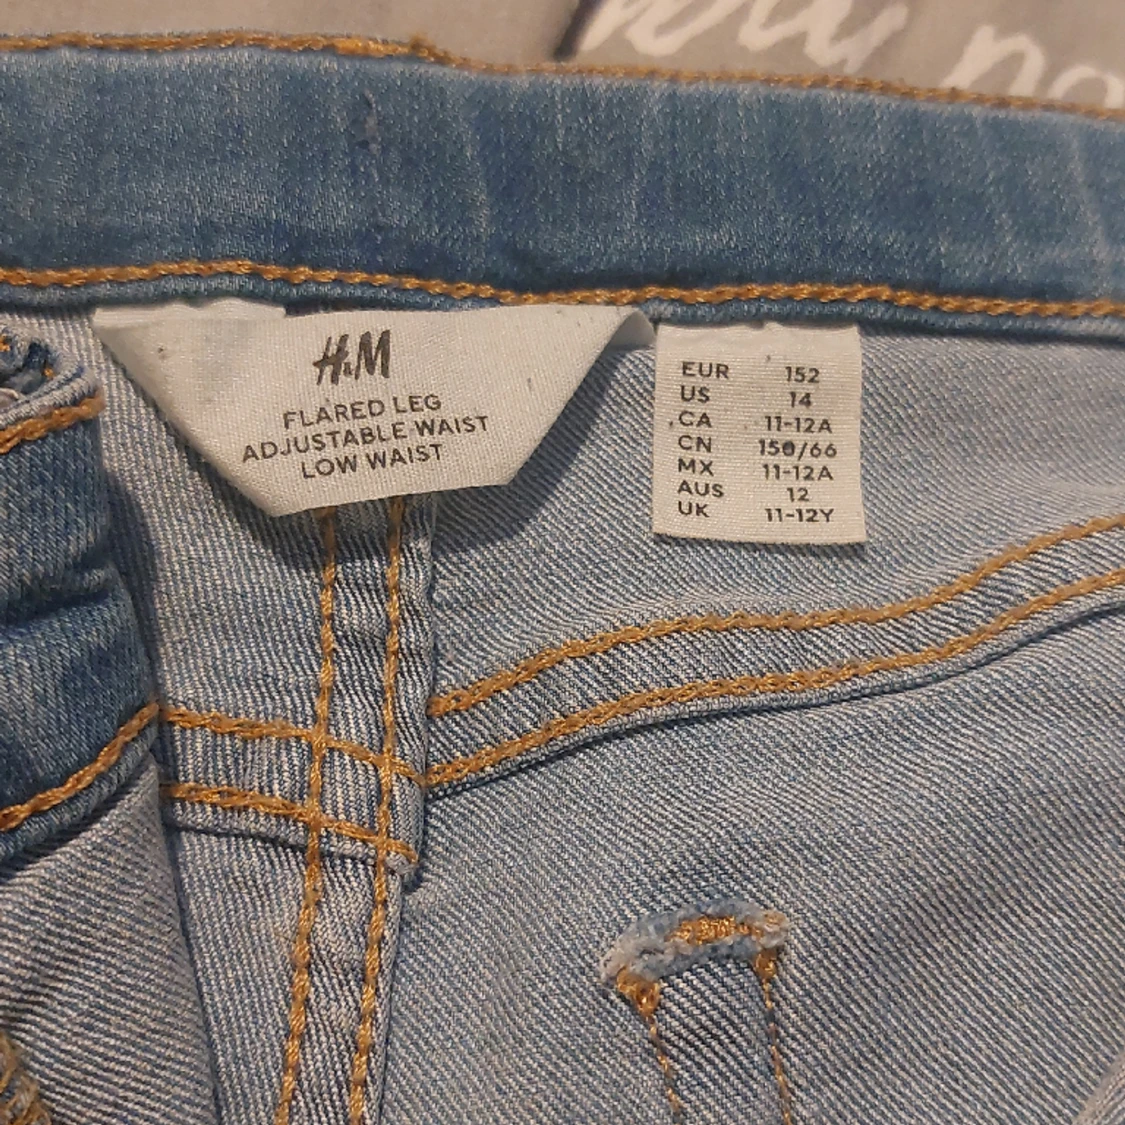 H&M
FLARED LEG
ADJUSTABLE WAIST
LOW WAIST
EUR 152
US 14
CA 11-12A
CN 150/66
MX 11-12A
AUS 12
UK 11-12Y